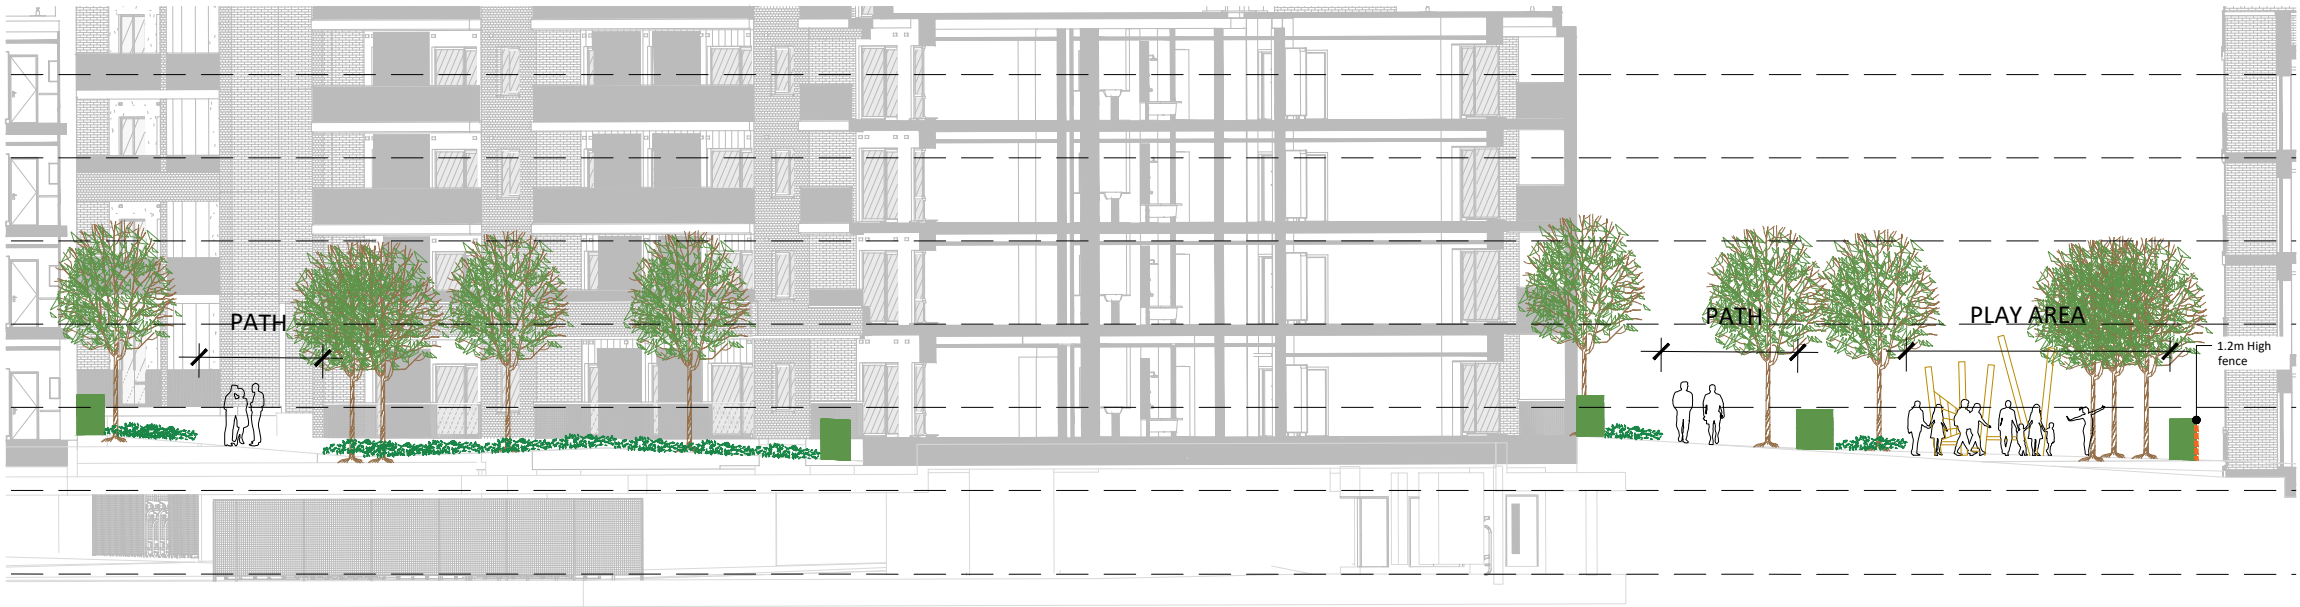 PATH
PATH
PLAY AREA
1.2m High
fence